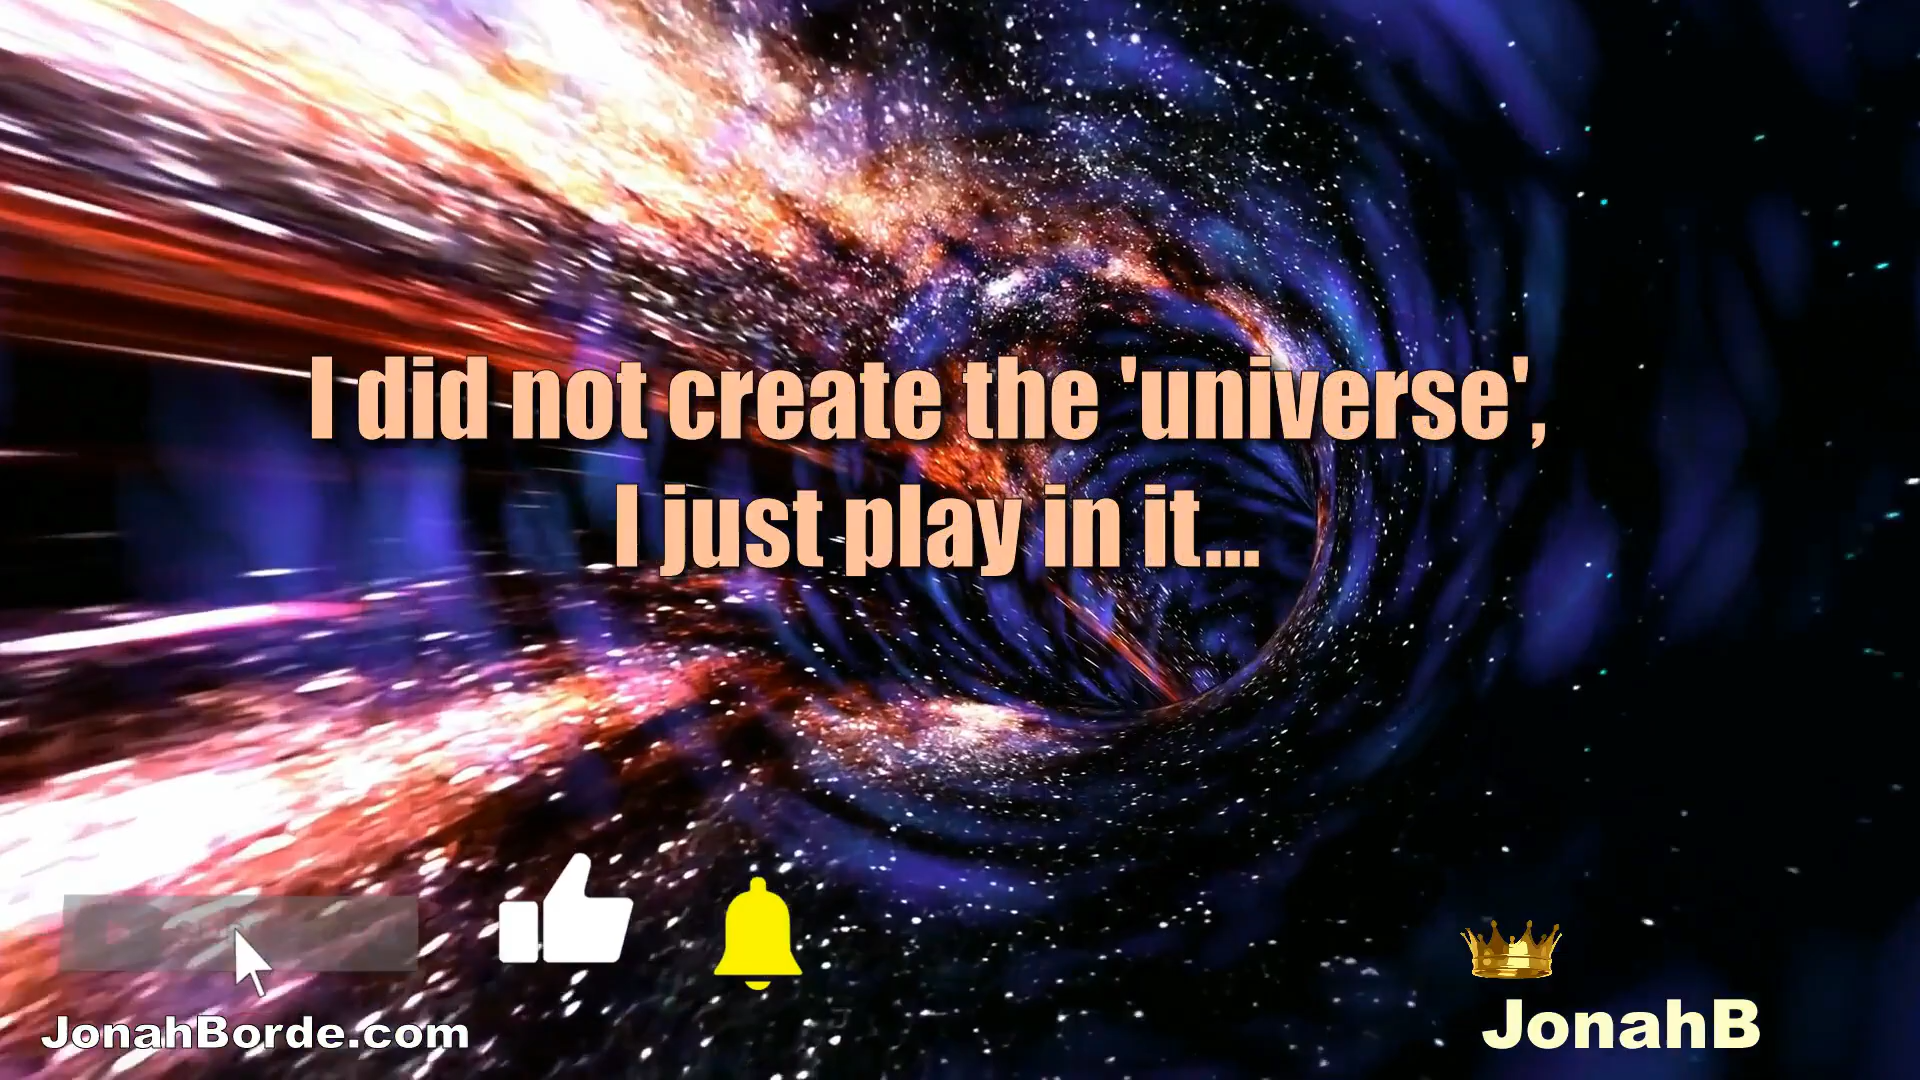 I did not create the 'universe',
I just play in it...
JonahBorde.com
JonahB